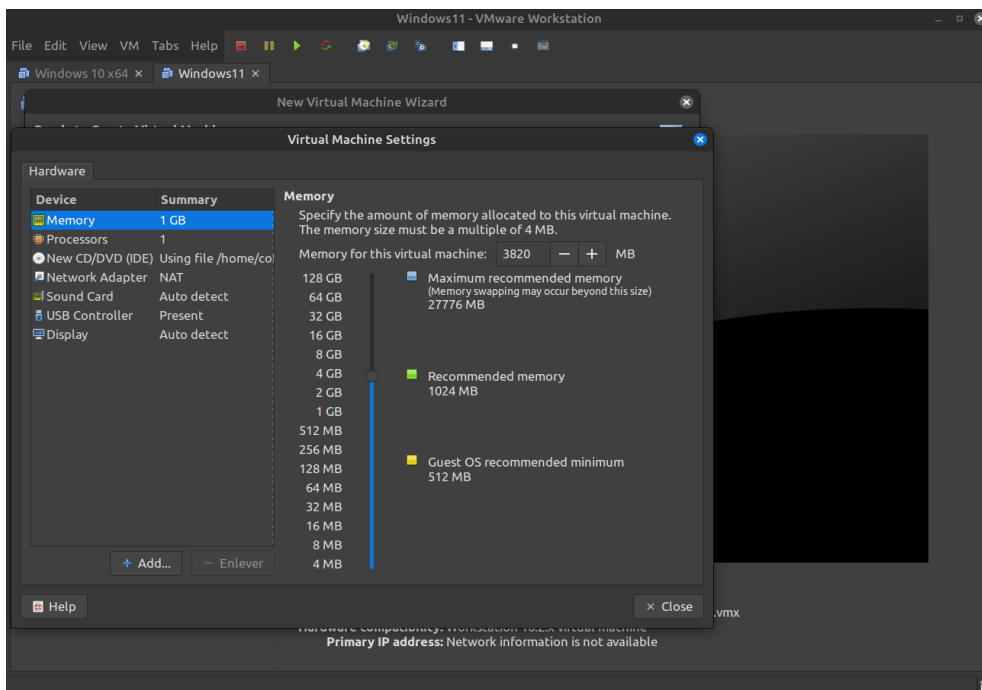 Windows11 - VMware Workstation
File Edit View VM Tabs Help
Windows 10 x64 × Windows11 ×
New Virtual Machine Wizard
Virtual Machine Settings
Hardware
Device Summary
Memory 1 GB
Processors 1
New CD/DVD (IDE) Using file /home/co
Network Adapter NAT
Sound Card Auto detect
USB Controller Present
Display Auto detect
+ Add... − Enlever
Memory
Specify the amount of memory allocated to this virtual machine.
The memory size must be a multiple of 4 MB.
Memory for this virtual machine: 3820 − + MB
128 GB
64 GB
32 GB
16 GB
8 GB
4 GB
2 GB
1 GB
512 MB
256 MB
128 MB
64 MB
32 MB
16 MB
8 MB
4 MB
Maximum recommended memory
(Memory swapping may occur beyond this size)
27776 MB
Recommended memory
1024 MB
Guest OS recommended minimum
512 MB
Help × Close
.vmx
Primary IP address: Network information is not available